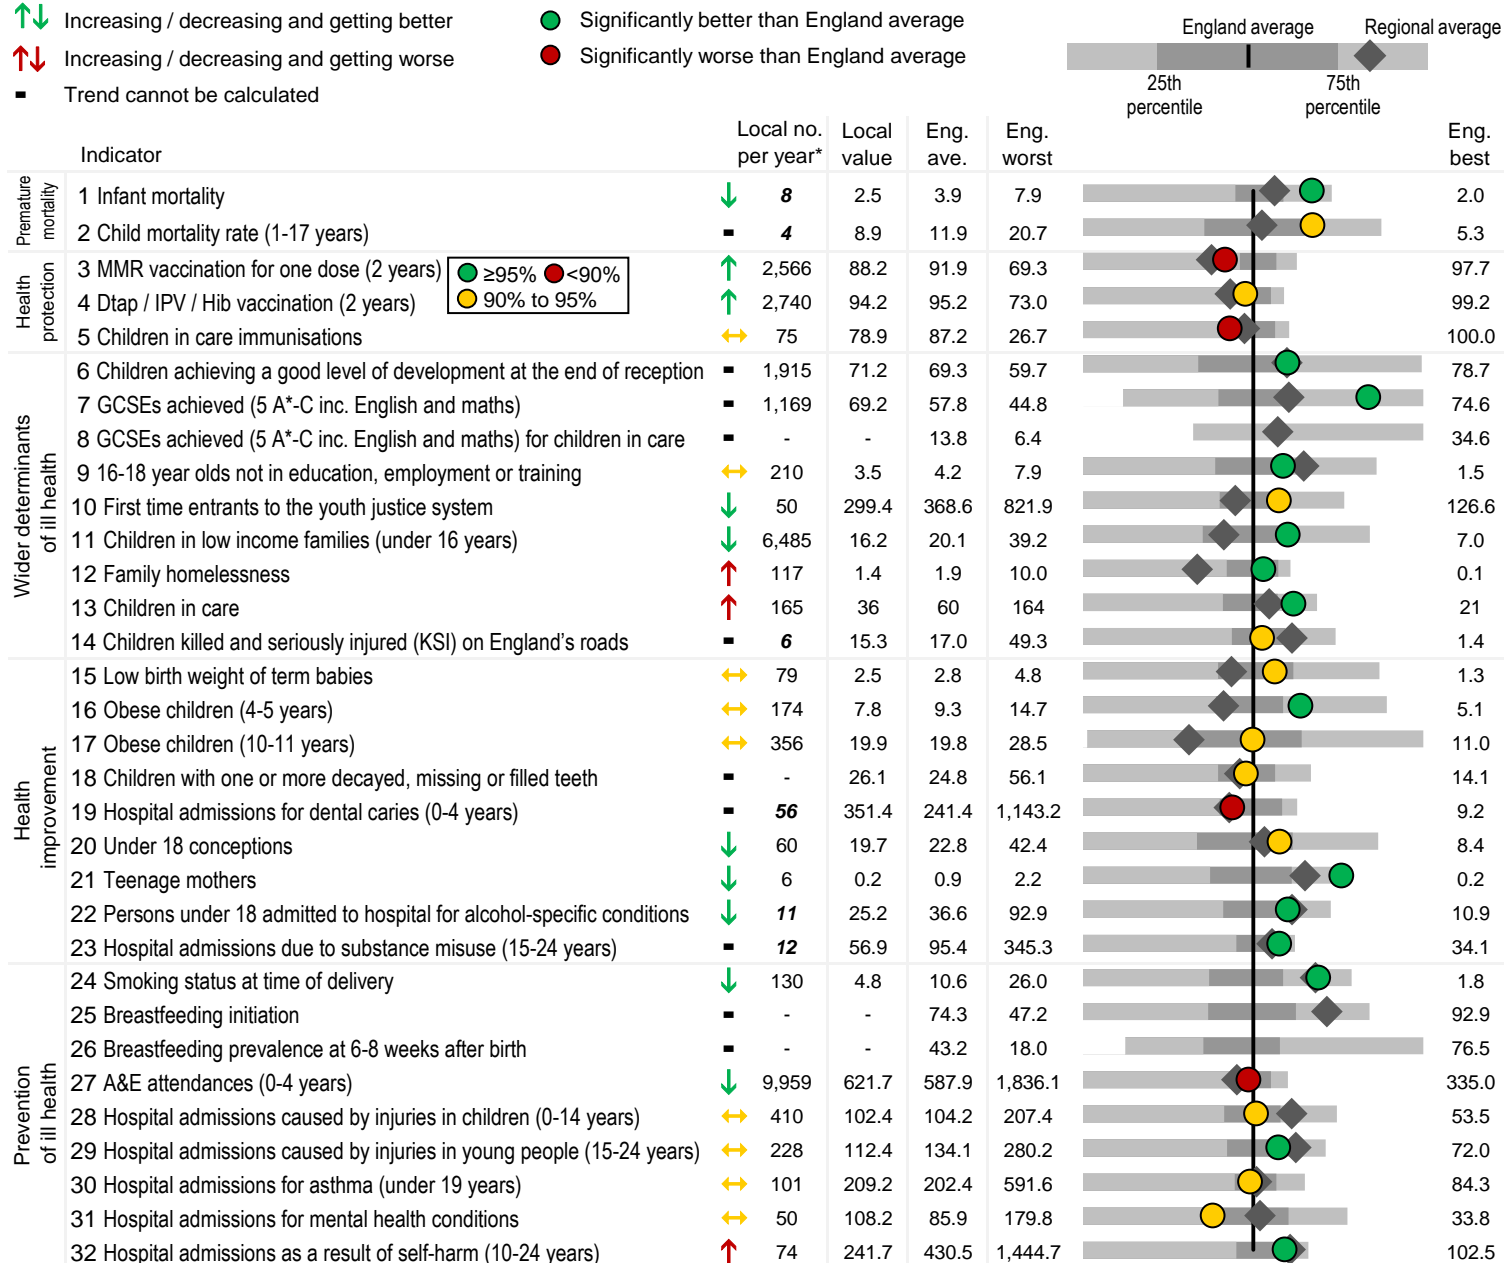 ↑↓ Increasing / decreasing and getting better
Significantly better than England average
↑↓ Increasing / decreasing and getting worse
Significantly worse than England average
- Trend cannot be calculated
England average Regional average
25th percentile 75th percentile
Indicator Local no. per year* Local value Eng. ave. Eng. worst Eng. best
Premature mortality
1 Infant mortality ↓ 8 2.5 3.9 7.9 2.0
2 Child mortality rate (1-17 years) - 4 8.9 11.9 20.7 5.3
Health protection
3 MMR vaccination for one dose (2 years) ↑ 2,566 88.2 91.9 69.3 97.7
≥95% <90%
90% to 95%
4 Dtap / IPV / Hib vaccination (2 years) ↑ 2,740 94.2 95.2 73.0 99.2
5 Children in care immunisations ↔ 75 78.9 87.2 26.7 100.0
Wider determinants of ill health
6 Children achieving a good level of development at the end of reception - 1,915 71.2 69.3 59.7 78.7
7 GCSEs achieved (5 A*-C inc. English and maths) - 1,169 69.2 57.8 44.8 74.6
8 GCSEs achieved (5 A*-C inc. English and maths) for children in care - - - 13.8 6.4 34.6
9 16-18 year olds not in education, employment or training ↔ 210 3.5 4.2 7.9 1.5
10 First time entrants to the youth justice system ↓ 50 299.4 368.6 821.9 126.6
11 Children in low income families (under 16 years) ↓ 6,485 16.2 20.1 39.2 7.0
12 Family homelessness ↑ 117 1.4 1.9 10.0 0.1
13 Children in care ↑ 165 36 60 164 21
14 Children killed and seriously injured (KSI) on England's roads - 6 15.3 17.0 49.3 1.4
Health improvement
15 Low birth weight of term babies ↔ 79 2.5 2.8 4.8 1.3
16 Obese children (4-5 years) ↔ 174 7.8 9.3 14.7 5.1
17 Obese children (10-11 years) ↔ 356 19.9 19.8 28.5 11.0
18 Children with one or more decayed, missing or filled teeth - - 26.1 24.8 56.1 14.1
19 Hospital admissions for dental caries (0-4 years) - 56 351.4 241.4 1,143.2 9.2
20 Under 18 conceptions ↓ 60 19.7 22.8 42.4 8.4
21 Teenage mothers ↓ 6 0.2 0.9 2.2 0.2
22 Persons under 18 admitted to hospital for alcohol-specific conditions ↓ 11 25.2 36.6 92.9 10.9
23 Hospital admissions due to substance misuse (15-24 years) - 12 56.9 95.4 345.3 34.1
Prevention of ill health
24 Smoking status at time of delivery ↓ 130 4.8 10.6 26.0 1.8
25 Breastfeeding initiation - - - 74.3 47.2 92.9
26 Breastfeeding prevalence at 6-8 weeks after birth - - - 43.2 18.0 76.5
27 A&E attendances (0-4 years) ↓ 9,959 621.7 587.9 1,836.1 335.0
28 Hospital admissions caused by injuries in children (0-14 years) ↔ 410 102.4 104.2 207.4 53.5
29 Hospital admissions caused by injuries in young people (15-24 years) ↔ 228 112.4 134.1 280.2 72.0
30 Hospital admissions for asthma (under 19 years) ↔ 101 209.2 202.4 591.6 84.3
31 Hospital admissions for mental health conditions ↔ 50 108.2 85.9 179.8 33.8
32 Hospital admissions as a result of self-harm (10-24 years) ↑ 74 241.7 430.5 1,444.7 102.5